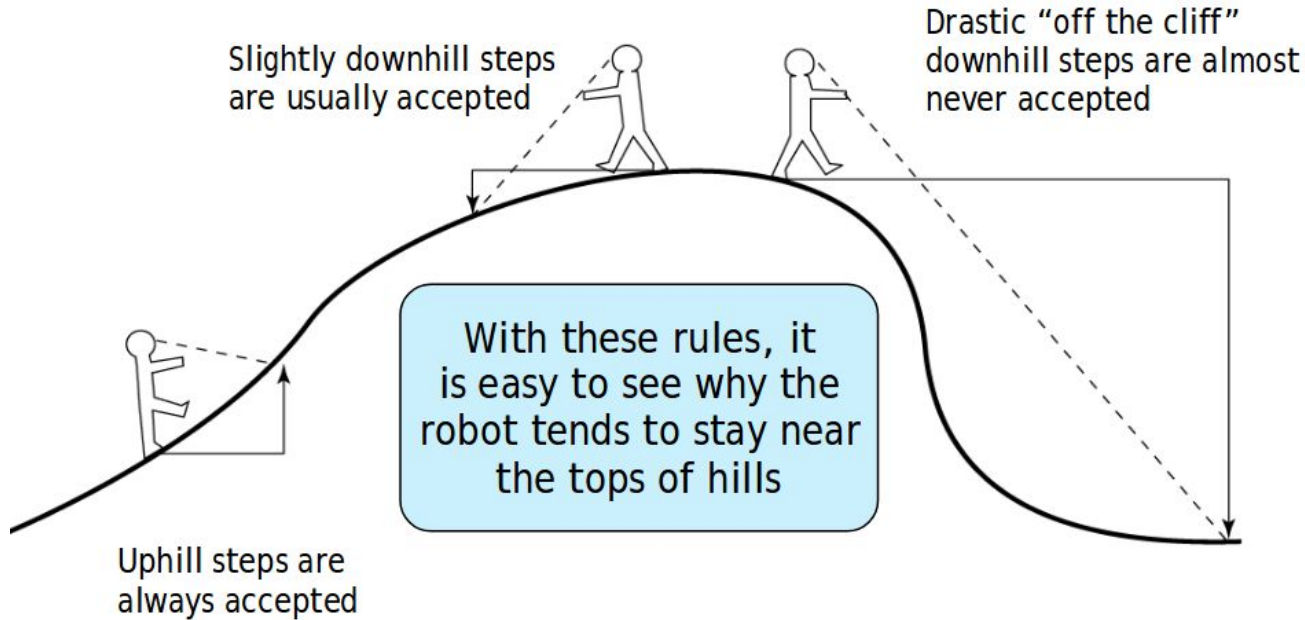 Slightly downhill steps
are usually accepted
Drastic “off the cliff”
downhill steps are almost
never accepted
With these rules, it
is easy to see why the
robot tends to stay near
the tops of hills
Uphill steps are
always accepted